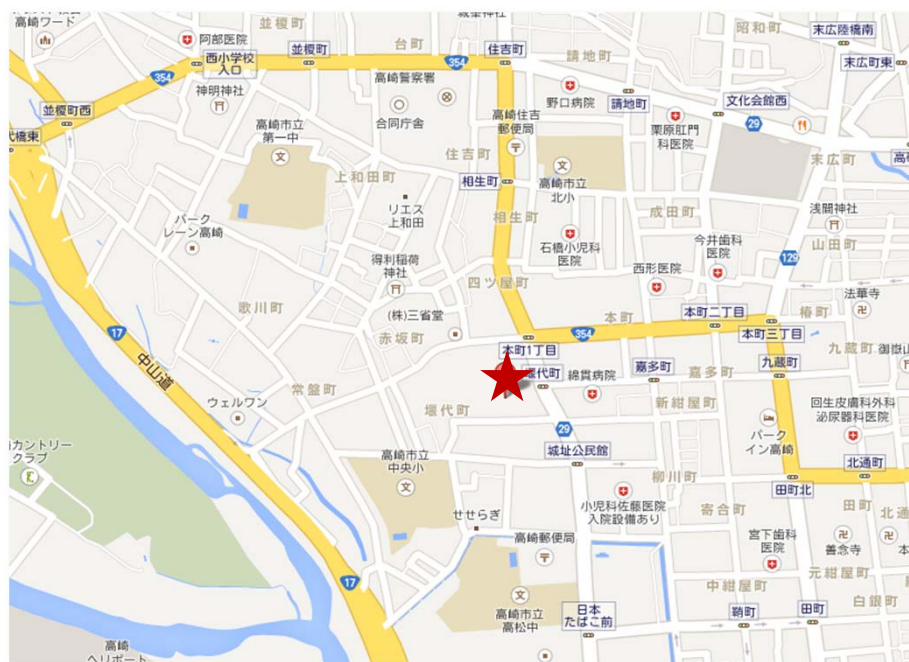 高崎ワード
阿部医院
並榎町
台町
住吉町
請地町
昭和町
末広陸橋南
西小学校
入口
並榎町
354
354
高崎警察署
野口病院
請地町
文化会館西
末広町東
神明神社
合同庁舎
高崎住吉
郵便局
29
並榎町西
高崎市立
第一中
栗原肛門
科医院
代橋東
住吉町
末広町
上和田町
相生町
高崎市立
北小
リエス
上和田
相生町
成田町
浅間神社
パーク
レーン高崎
石橋小児科
医院
今井歯科
医院
山田町
得利稲荷
神社
西形医院
129
四ツ屋町
歌川町
本町
本町二丁目
椿町
法華寺
(株)三省堂
354
本町三丁目
赤坂町
本町1丁目
九蔵町
九蔵町
17
中山道
堰代町
綿貫病院
嘉多町
嘉多町
御嶽山
常盤町
ウェルワン
堰代町
新紺屋町
回生皮膚科外科
泌尿器科医院
29
パーク
イン高崎
カントリー
クラブ
高崎市立
中央小
城址公民館
北通町
柳川町
田町北
小児科佐藤医院
入院設備あり
寄合町
田町
北通
せせらぎ
高崎郵便局
宮下歯科
医院
善念寺
17
中紺屋町
元紺屋町
高崎市立
高松中
日本
たばこ前
鞘町
田町
白銀町
高崎
ヘリポート